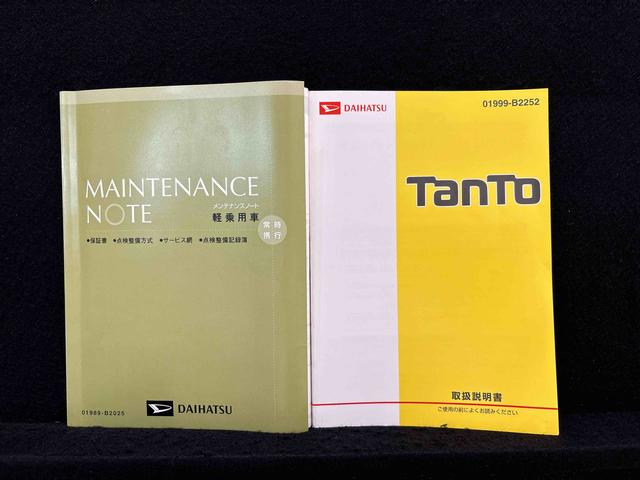 MAINTENANCE
NOTE
メンテナンスノート
軽乗用車
常時
携行
●保証書 ●点検整備方式 ●サービス網 ●点検整備記録簿
01989-B2025
DAIHATSU
DAIHATSU
01999-B2252
TanTo
取扱説明書
ご使用の前によくお読みください